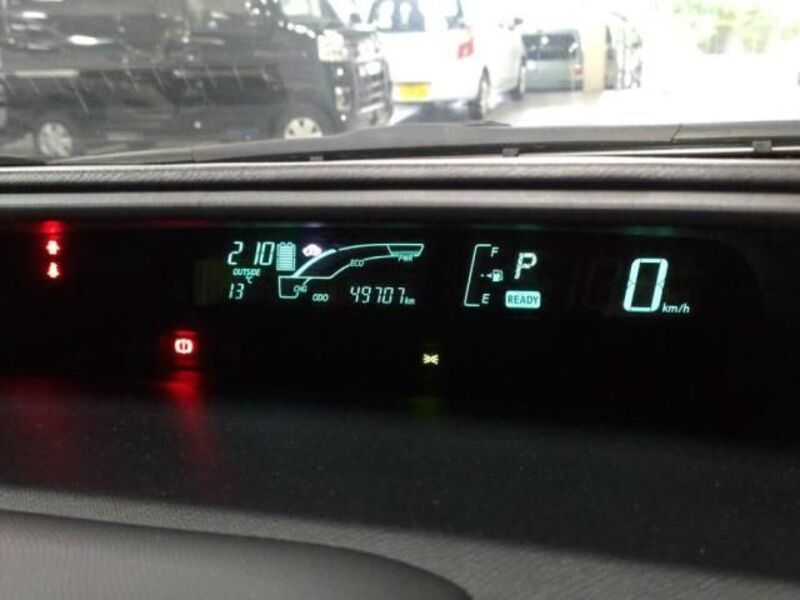 2 10
OUTSIDE
°C
13
ECO
PWR
CHG
ODO 49707 km
F
E
P
READY
0 km/h